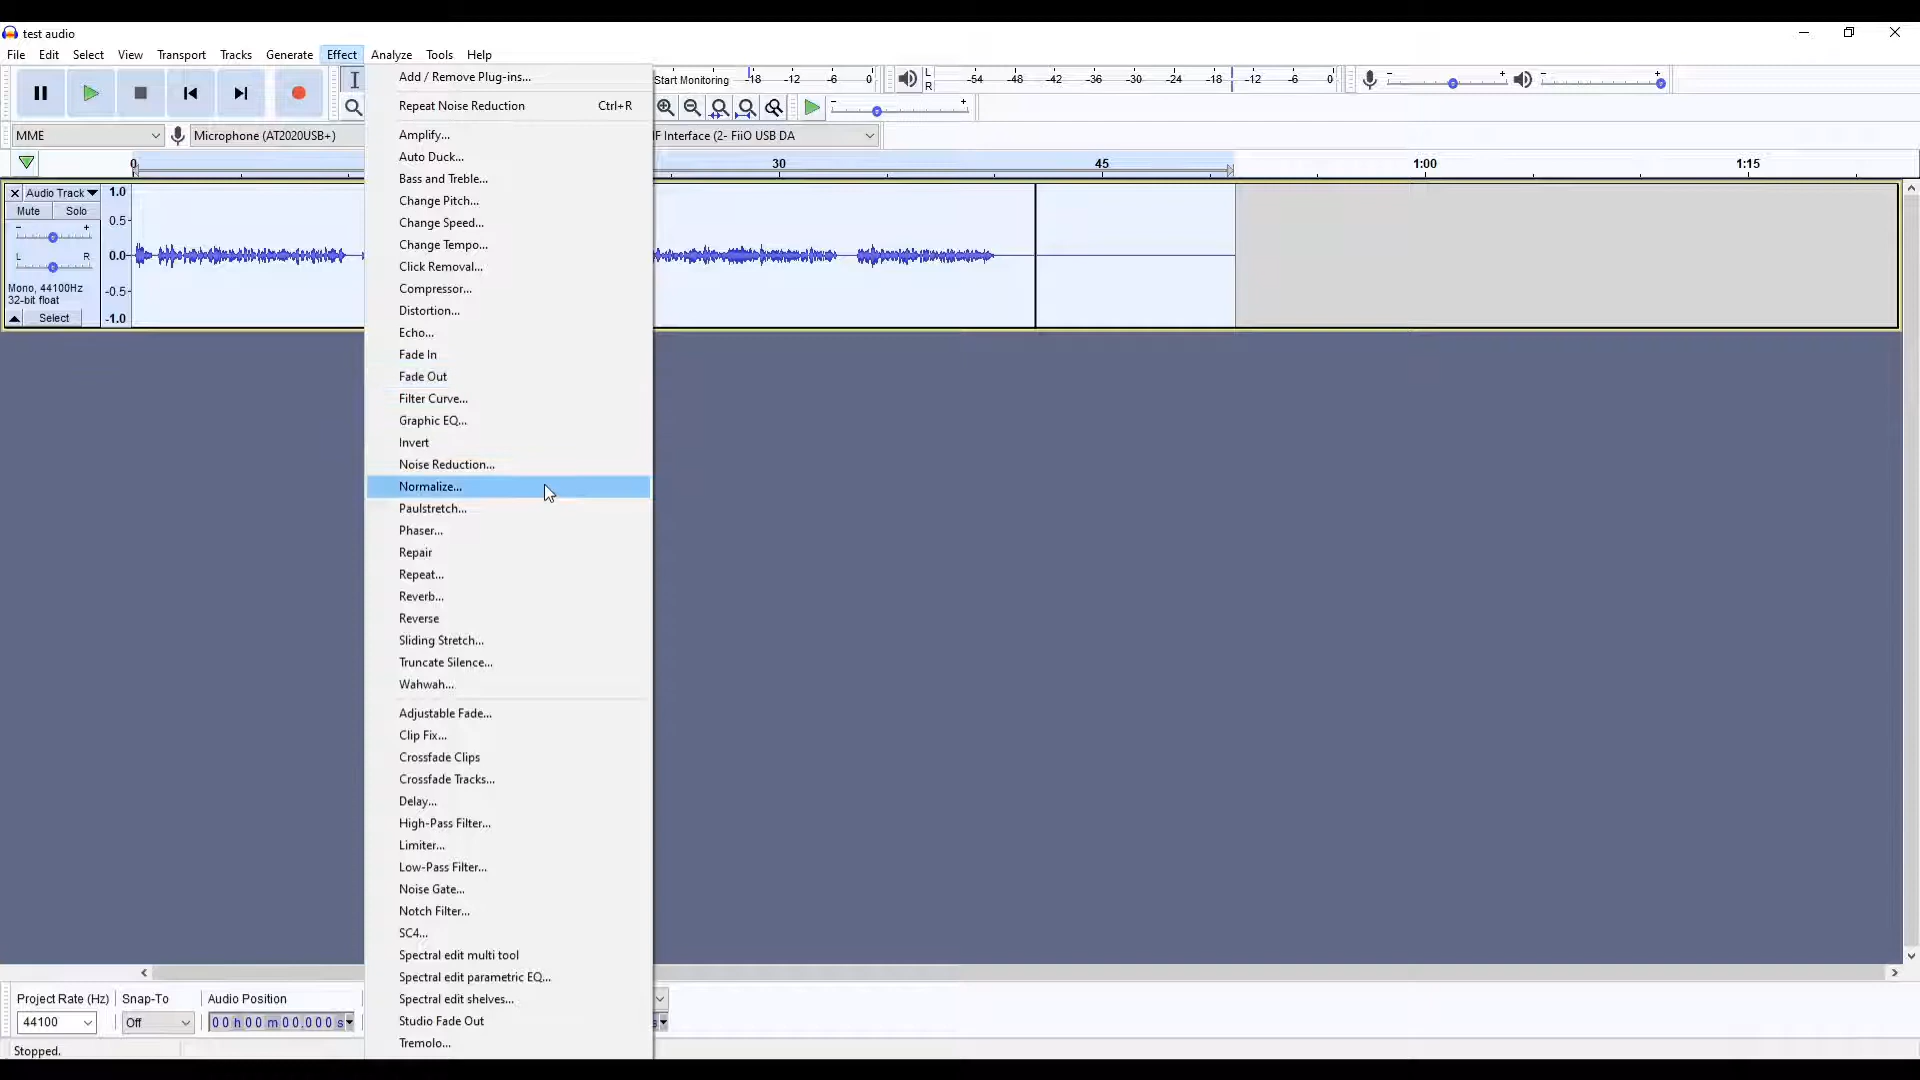 test audio
File Edit Select View Transport Tracks Generate Effect Analyze Tools Help
Start Monitoring -18 -12 -6 0
L
R
-54 -48 -42 -36 -30 -24 -18 -12 -6 0
MME
Microphone (AT2020USB+)
IF Interface (2- FiiO USB DA
0 30 45 1:00 1:15
Audio Track
Mute Solo
- +
L R
Mono, 44100Hz
32-bit float
Select
1.0
0.5
0.0
-0.5
-1.0
Add / Remove Plug-ins...
Repeat Noise Reduction Ctrl+R
Amplify...
Auto Duck...
Bass and Treble...
Change Pitch...
Change Speed...
Change Tempo...
Click Removal...
Compressor...
Distortion...
Echo...
Fade In
Fade Out
Filter Curve...
Graphic EQ...
Invert
Noise Reduction...
Normalize...
Paulstretch...
Phaser...
Repair
Repeat...
Reverb...
Reverse
Sliding Stretch...
Truncate Silence...
Wahwah...
Adjustable Fade...
Clip Fix...
Crossfade Clips
Crossfade Tracks...
Delay...
High-Pass Filter...
Limiter...
Low-Pass Filter...
Noise Gate...
Notch Filter...
SC4...
Spectral edit multi tool
Spectral edit parametric EQ...
Spectral edit shelves...
Studio Fade Out
Tremolo...
Project Rate (Hz) Snap-To Audio Position
44100 Off 00 h 00 m 00.000 s
s
Stopped.